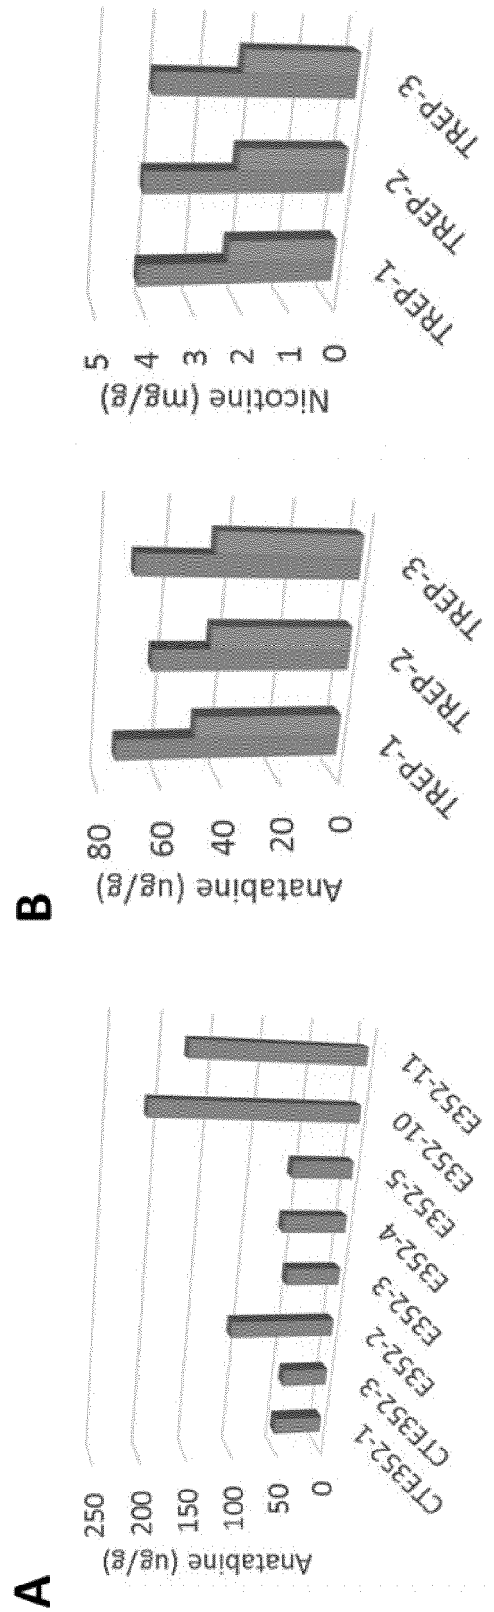 A
Anatabine (ug/g)
250
200
150
100
50
0
CTE352-1
CTE352-3
E352-2
E352-3
E352-4
E352-5
E352-10
E352-11
B
Anatabine (ug/g)
80
60
40
20
0
TREP-1
TREP-2
TREP-3
Nicotine (mg/g)
5
4
3
2
1
0
TREP-1
TREP-2
TREP-3